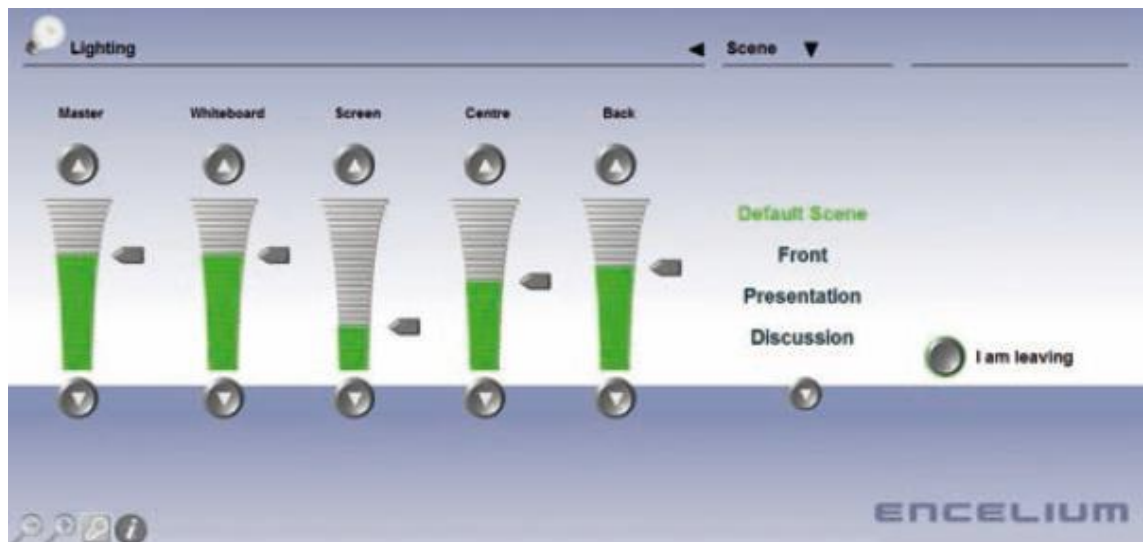 Lighting
Scene
Master
Whiteboard
Screen
Centre
Back
Default Scene
Front
Presentation
Discussion
I am leaving
i
ENCELIUM